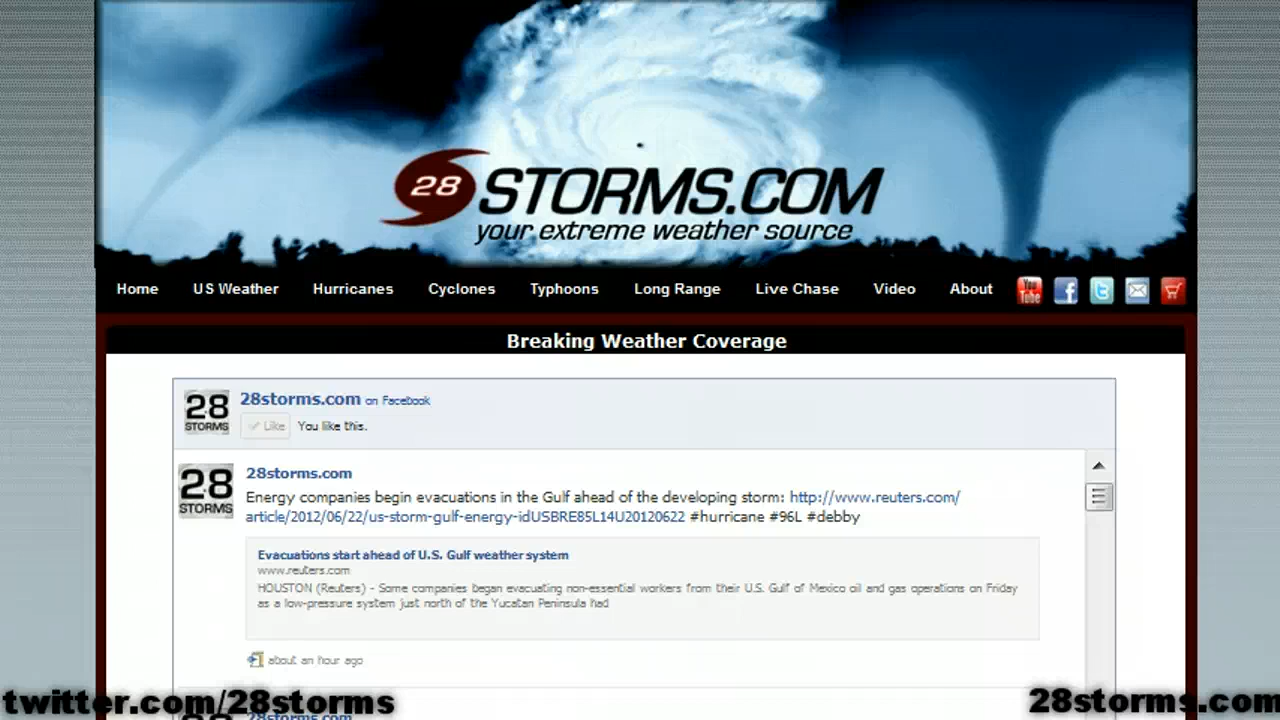 28 STORMS.COM
your extreme weather source
Home US Weather Hurricanes Cyclones Typhoons Long Range Live Chase Video About You Tube f t
Breaking Weather Coverage
28 STORMS
28storms.com on Facebook
Like You like this.
28 STORMS
28storms.com
Energy companies begin evacuations in the Gulf ahead of the developing storm: http://www.reuters.com/
article/2012/06/22/us-storm-gulf-energy-idUSBRE85L14U20120622 #hurricane #96L #debby
Evacuations start ahead of U.S. Gulf weather system
www.reuters.com
HOUSTON (Reuters) - Some companies began evacuating non-essential workers from their U.S. Gulf of Mexico oil and gas operations on Friday
as a low-pressure system just north of the Yucatan Peninsula had
about an hour ago
28storms.com
twitter.com/28storms
28storms.com